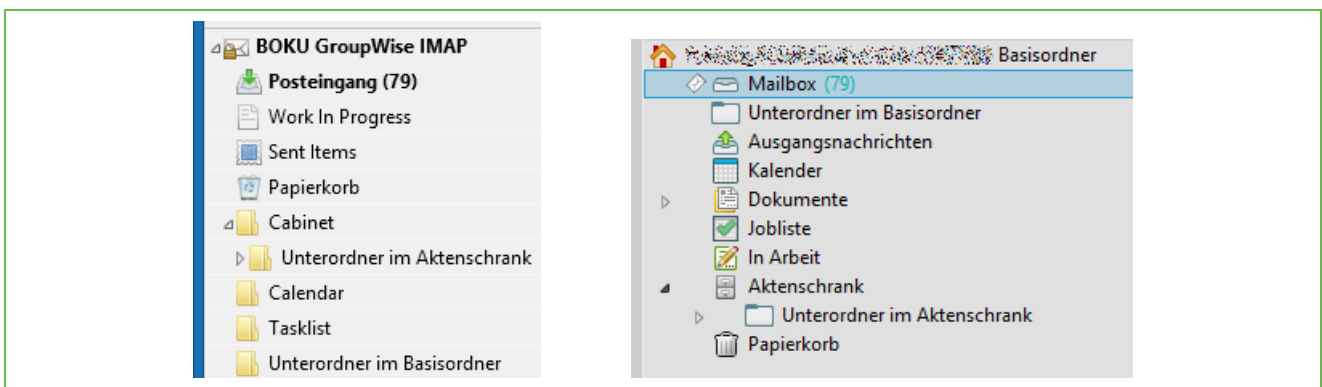 BOKU GroupWise IMAP
Posteingang (79)
Work In Progress
Sent Items
Papierkorb
Cabinet
Unterordner im Aktenschrank
Calendar
Tasklist
Unterordner im Basisordner
Basisordner
Mailbox (79)
Unterordner im Basisordner
Ausgangsnachrichten
Kalender
Dokumente
Jobliste
In Arbeit
Aktenschrank
Unterordner im Aktenschrank
Papierkorb